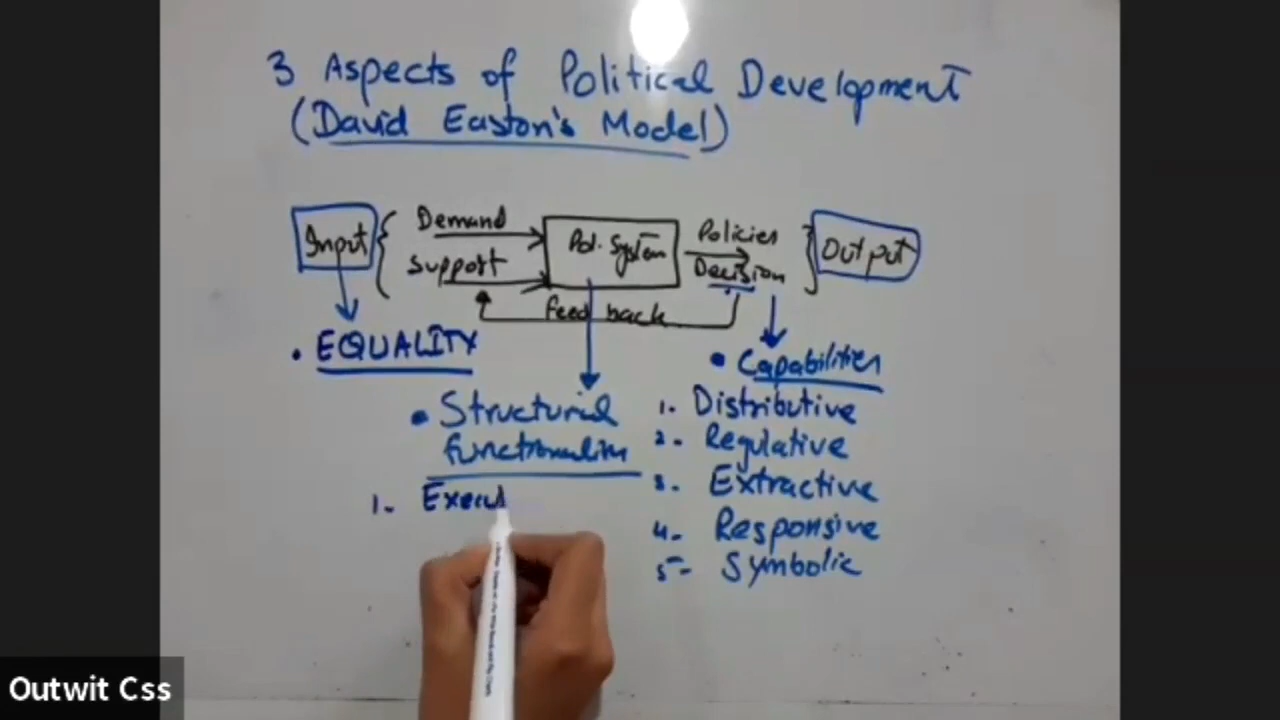 3 Aspects of Political Development
(David Easton's Model)
Input
Demand
Support
Pol. System
Policies
Decision
Output
Feed back
• EQUALITY
• Structural
functionalism
1. Execu
• Capabilities
1. Distributive
2. Regulative
3. Extractive
4. Responsive
5- Symbolic
Outwit Css